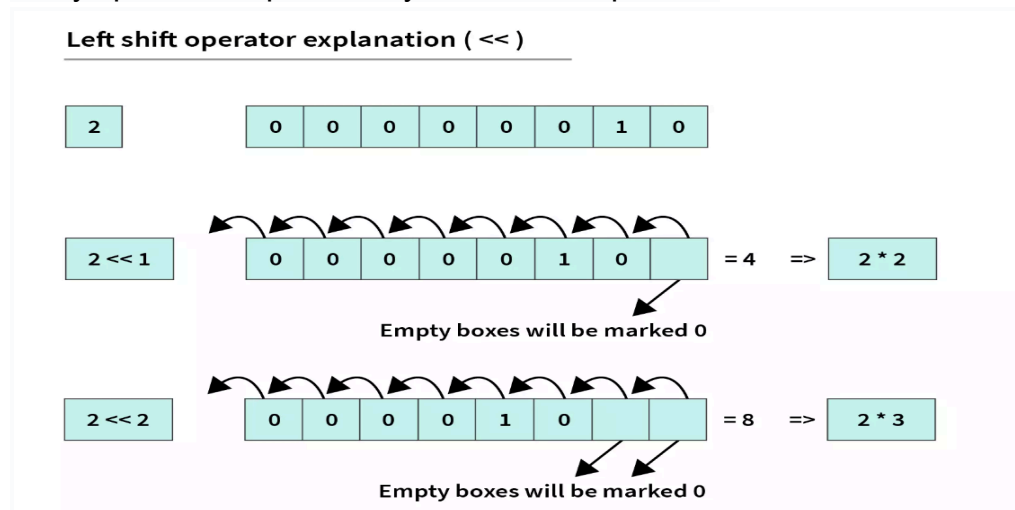 Left shift operator explanation ( << )
2 0 0 0 0 0 0 1 0
2 << 1 0 0 0 0 0 1 0 = 4 => 2 * 2
Empty boxes will be marked 0
2 << 2 0 0 0 0 1 0 = 8 => 2 * 3
Empty boxes will be marked 0